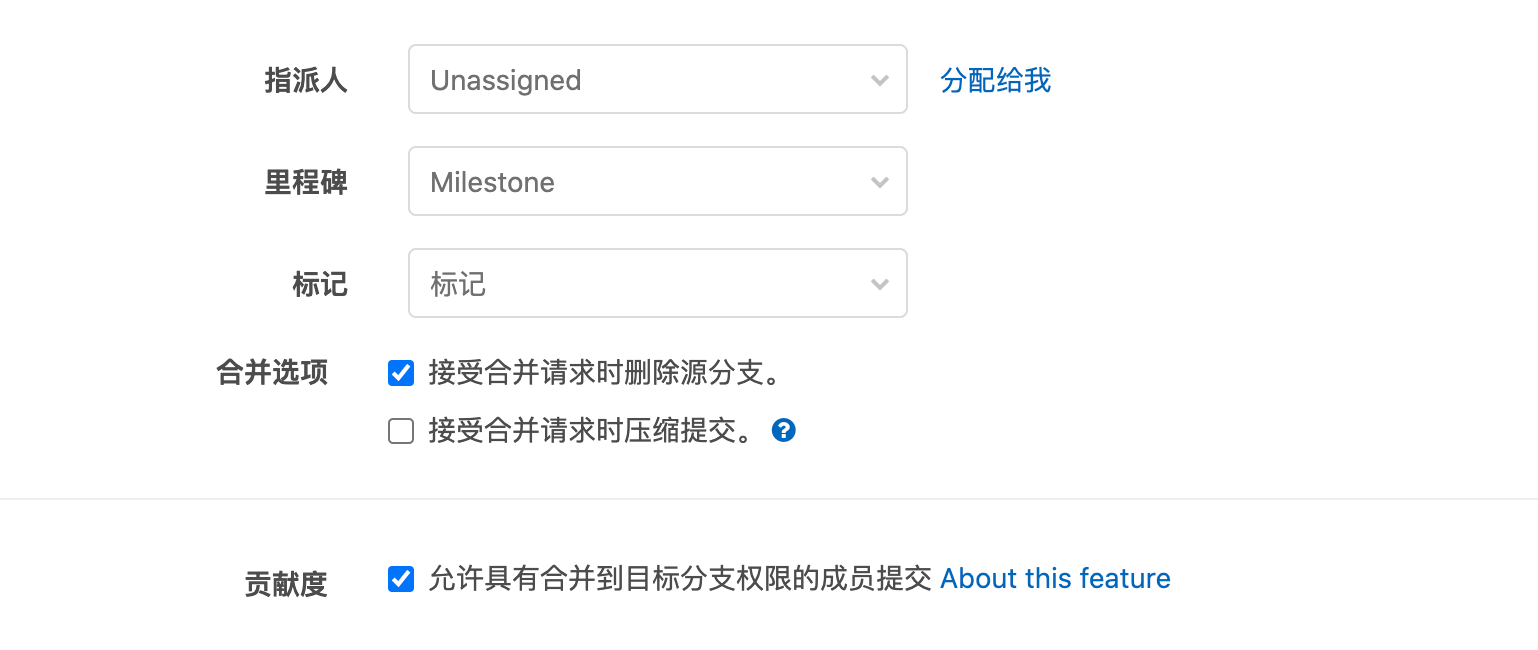 指派人 Unassigned 分配给我
里程碑 Milestone
标记 标记
合并选项 接受合并请求时删除源分支。
接受合并请求时压缩提交。 ?
贡献度 允许具有合并到目标分支权限的成员提交 About this feature